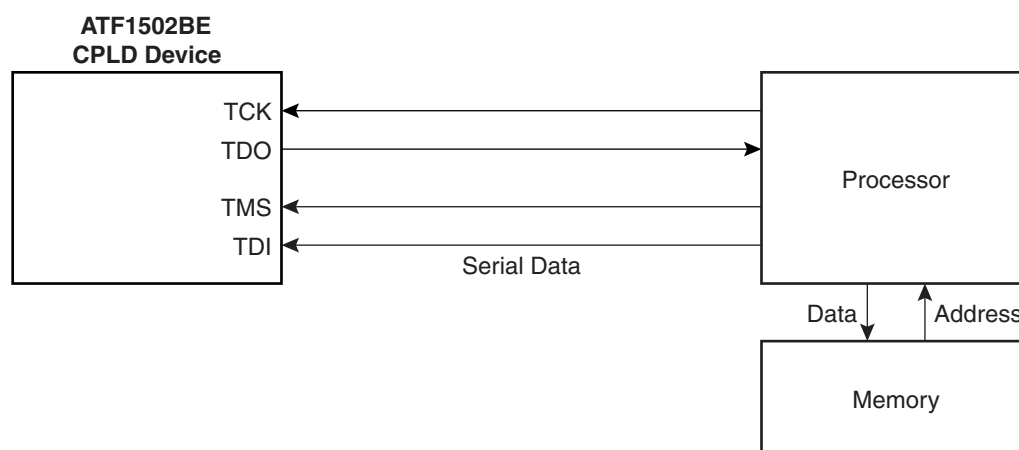 ATF1502BE
CPLD Device
TCK
TDO
TMS
TDI
Serial Data
Processor
Data
Address
Memory